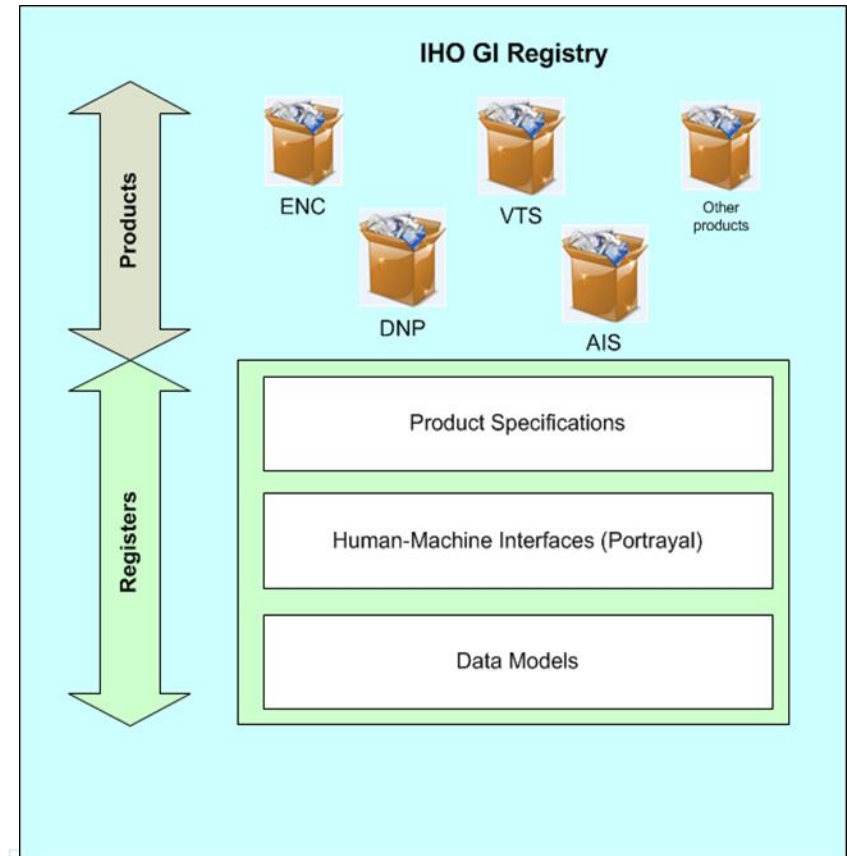 IHO GI Registry
Products
ENC
VTS
Other
products
DNP
AIS
Registers
Product Specifications
Human-Machine Interfaces (Portrayal)
Data Models